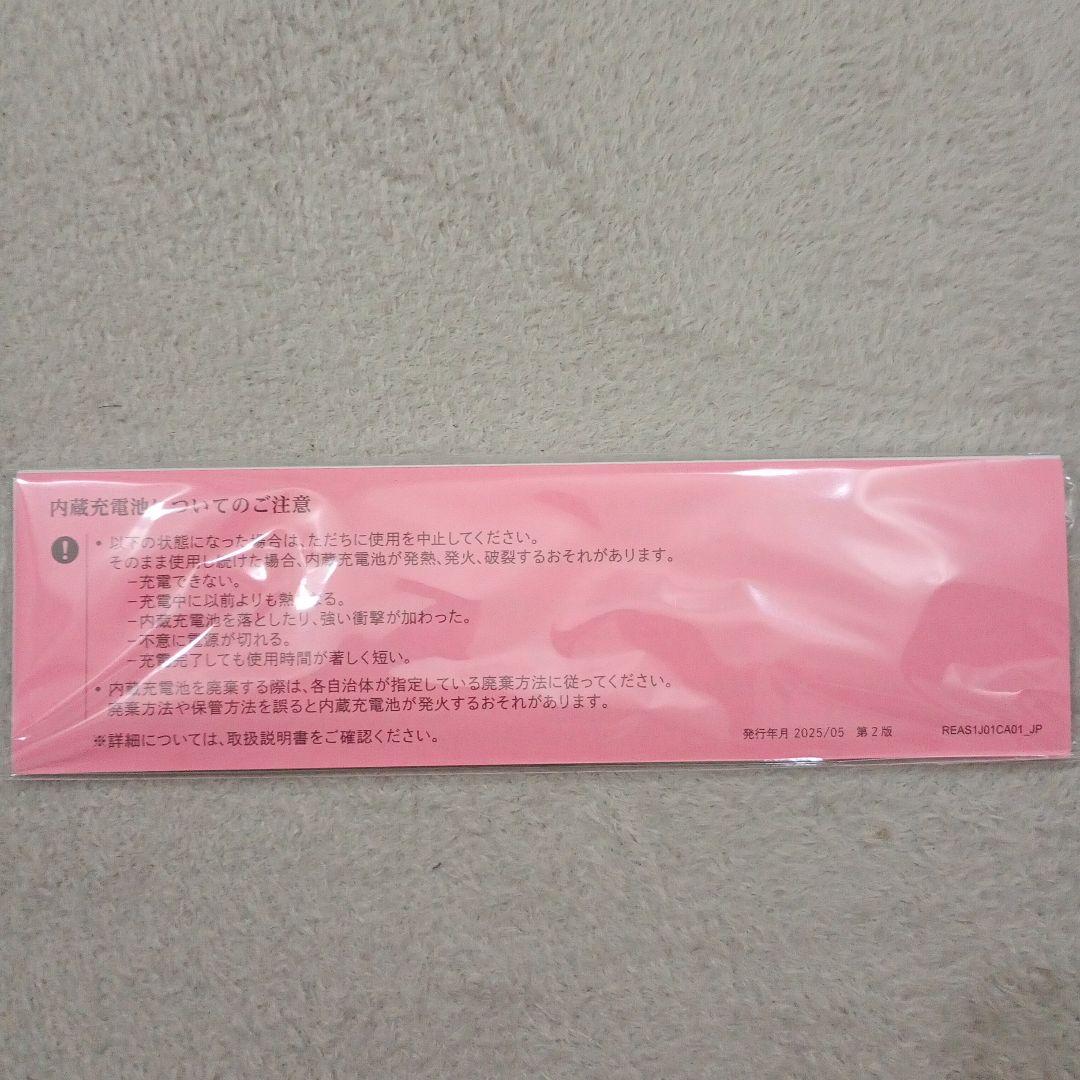 内蔵充電池についてのご注意
• 以下の状態になった場合は、ただちに使用を中止してください。
そのまま使用し続けた場合、内蔵充電池が発熱、発火、破裂するおそれがあります。
－充電できない。
－充電中に以前よりも熱くなる。
－内蔵充電池を落としたり、強い衝撃が加わった。
－不意に電源が切れる。
－充電完了しても使用時間が著しく短い。
• 内蔵充電池を廃棄する際は、各自治体が指定している廃棄方法に従ってください。
廃棄方法や保管方法を誤ると内蔵充電池が発火するおそれがあります。
※詳細については、取扱説明書をご確認ください。
発行年月 2025/05 第2版 REAS1J01CA01_JP